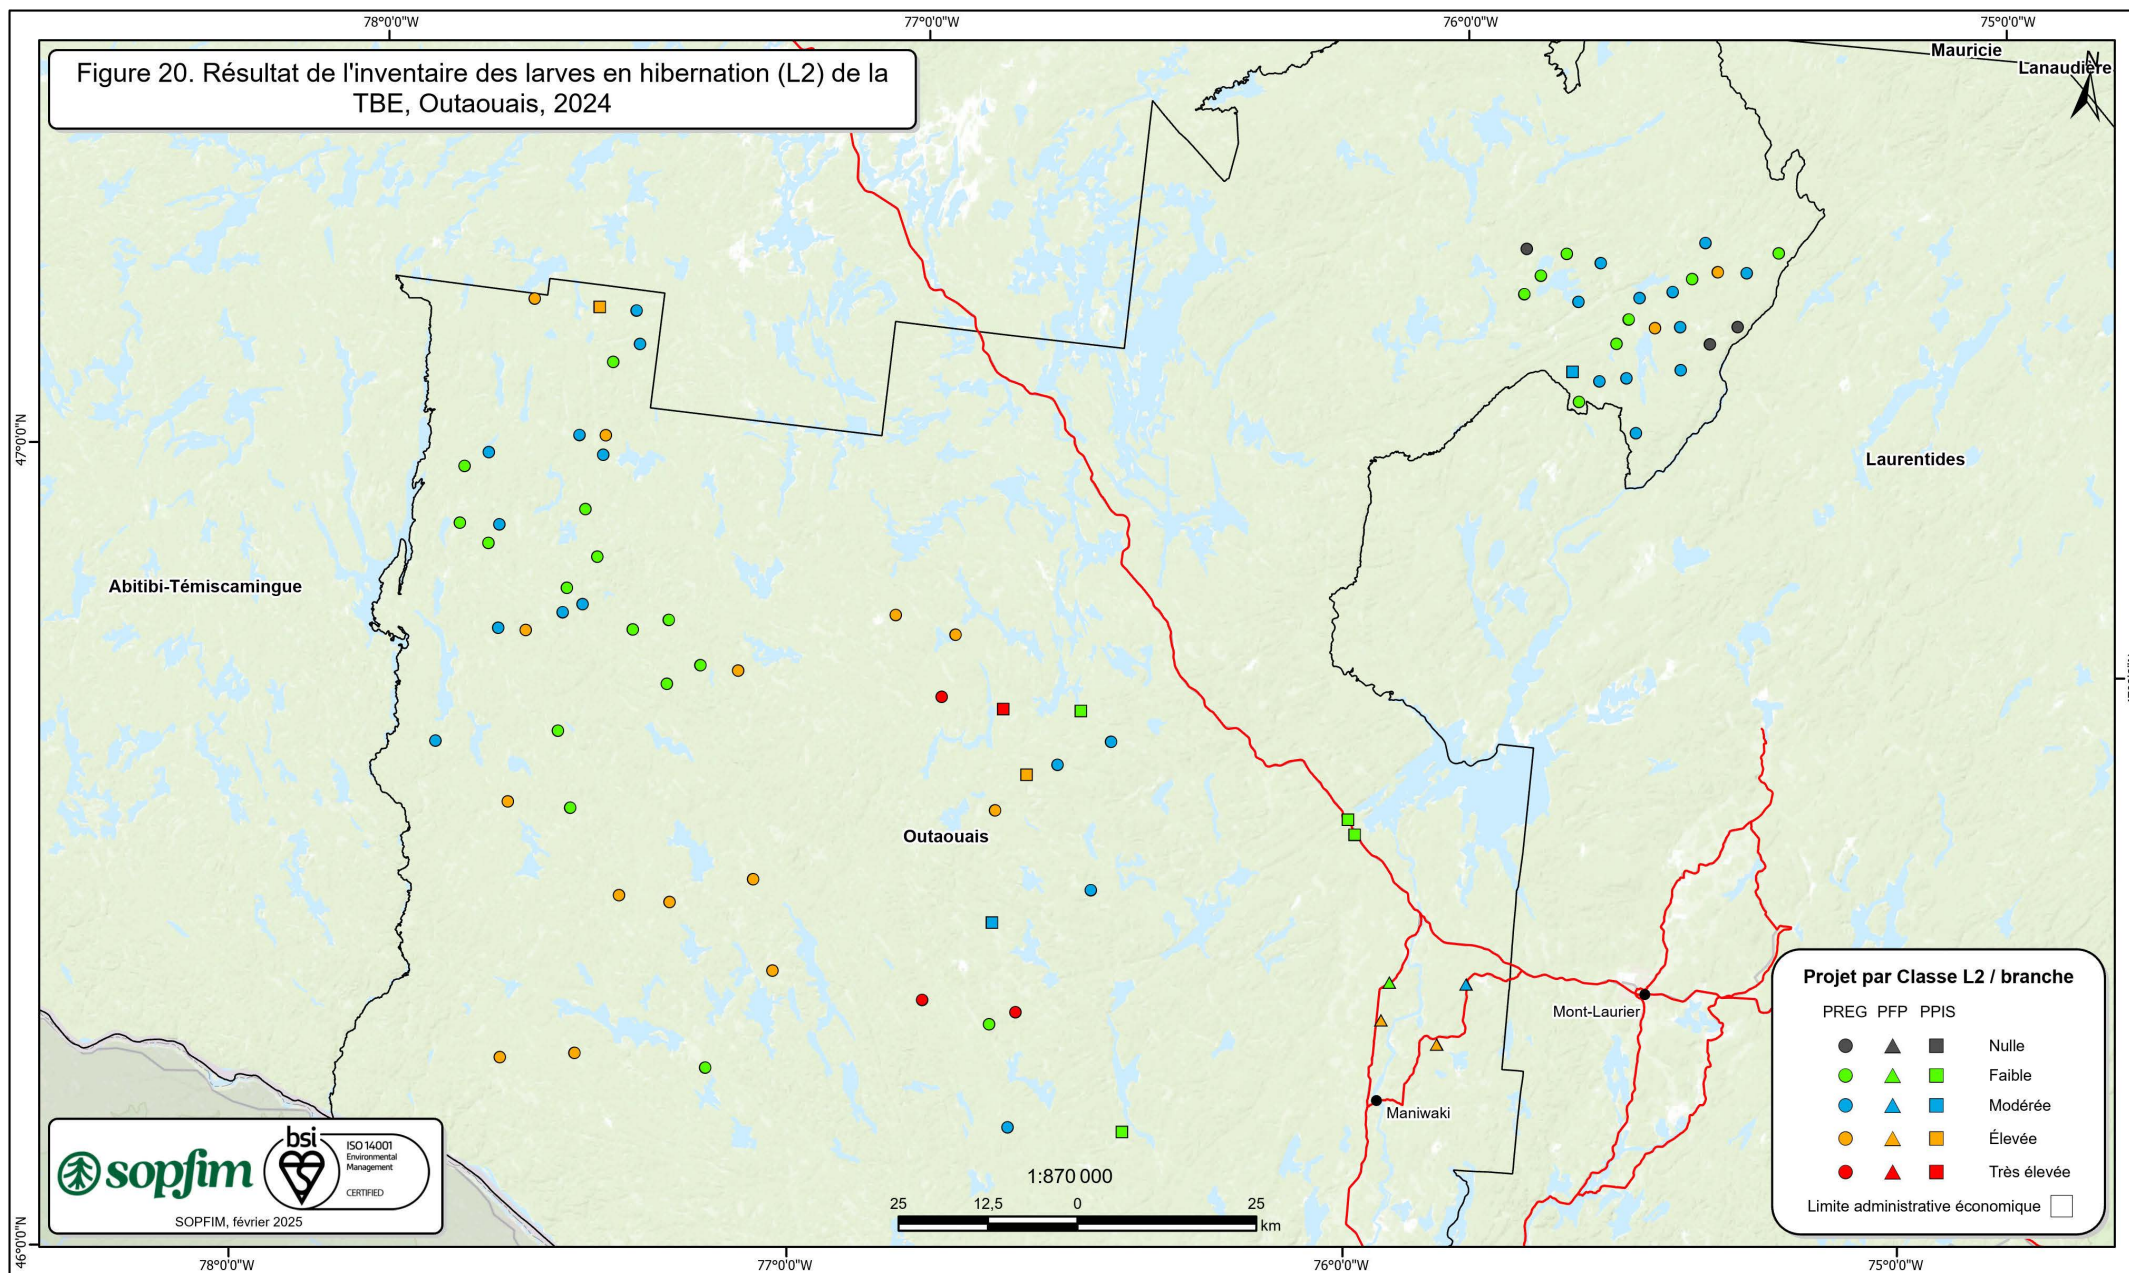 78°0'0"W
77°0'0"W
76°0'0"W
75°0'0"W
Figure 20. Résultat de l'inventaire des larves en hibernation (L2) de la
TBE, Outaouais, 2024
Mauricie
Lanaudière
N
47°0'0"N
Laurentides
Abitibi-Témiscamingue
Outaouais
Mont-Laurier
Maniwaki
Projet par Classe L2 / branche
PREG PFP PPIS
Nulle
Faible
Modérée
Élevée
Très élevée
Limite administrative économique
sopfim
bsi
ISO 14001
Environmental
Management
CERTIFIED
SOPFIM, février 2025
1:870 000
25 12,5 0 25
km
46°0'0"N
78°0'0"W
77°0'0"W
76°0'0"W
75°0'0"W